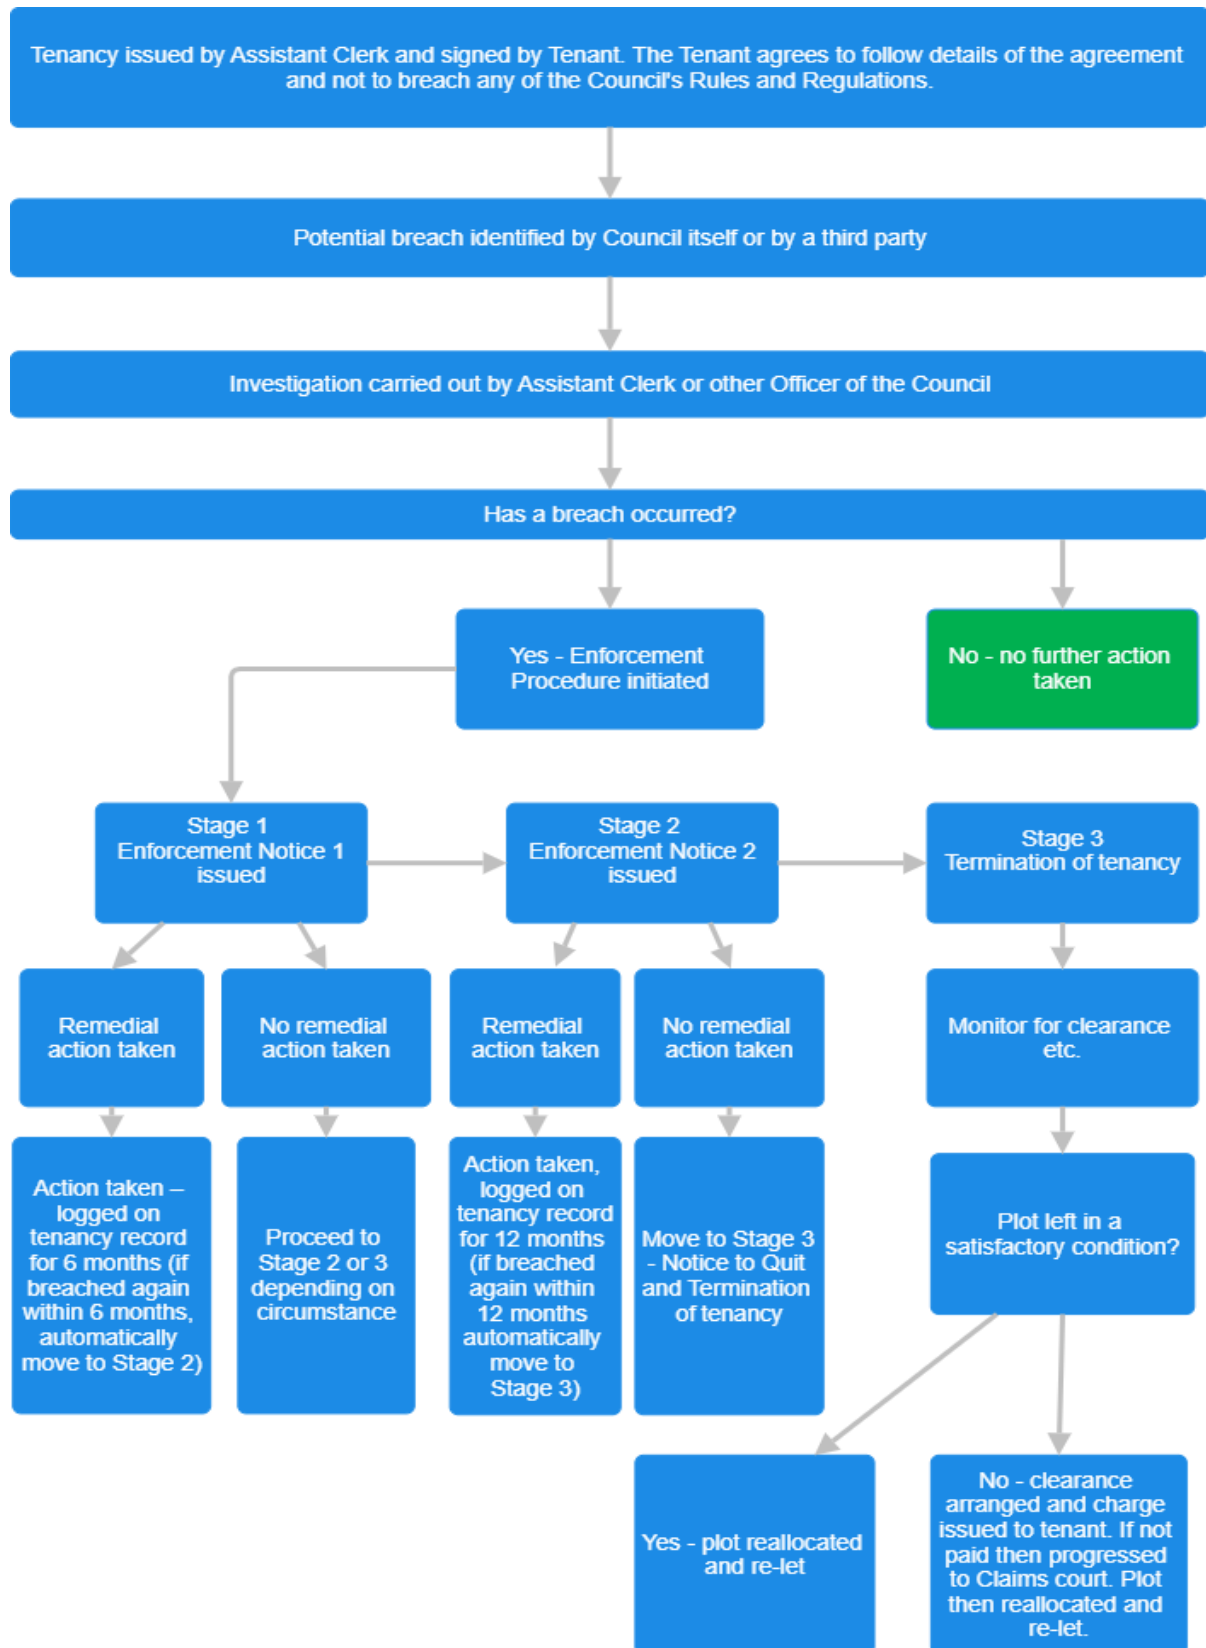 Tenancy issued by Assistant Clerk and signed by Tenant. The Tenant agrees to follow details of the agreement
and not to breach any of the Council's Rules and Regulations.
Potential breach identified by Council itself or by a third party
Investigation carried out by Assistant Clerk or other Officer of the Council
Has a breach occurred?
Yes - Enforcement
Procedure initiated
No - no further action
taken
Stage 1
Enforcement Notice 1
issued
Stage 2
Enforcement Notice 2
issued
Stage 3
Termination of tenancy
Remedial
action taken
No remedial
action taken
Remedial
action taken
No remedial
action taken
Monitor for clearance
etc.
Action taken –
logged on
tenancy record
for 6 months (if
breached again
within 6 months,
automatically
move to Stage 2)
Proceed to
Stage 2 or 3
depending on
circumstance
Action taken,
logged on
tenancy record
for 12 months
(if breached
again within
12 months
automatically
move to
Stage 3)
Move to Stage 3
- Notice to Quit
and Termination
of tenancy
Plot left in a
satisfactory condition?
Yes - plot reallocated
and re-let
No - clearance
arranged and charge
issued to tenant. If not
paid then progressed
to Claims court. Plot
then reallocated and
re-let.